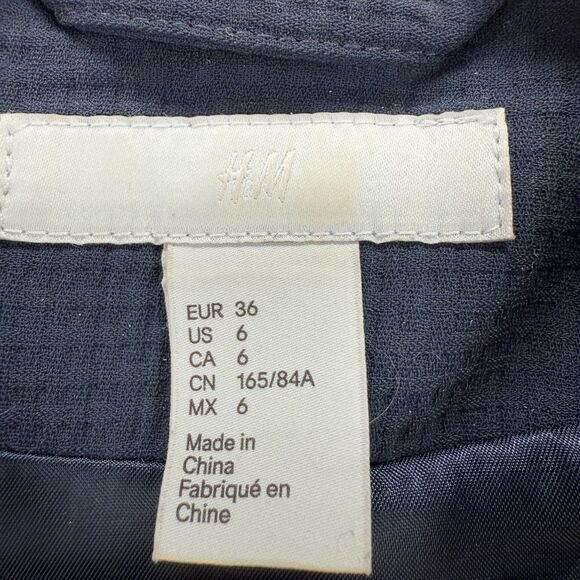 H&M
EUR 36
US 6
CA 6
CN 165/84A
MX 6
Made in
China
Fabriqué en
Chine